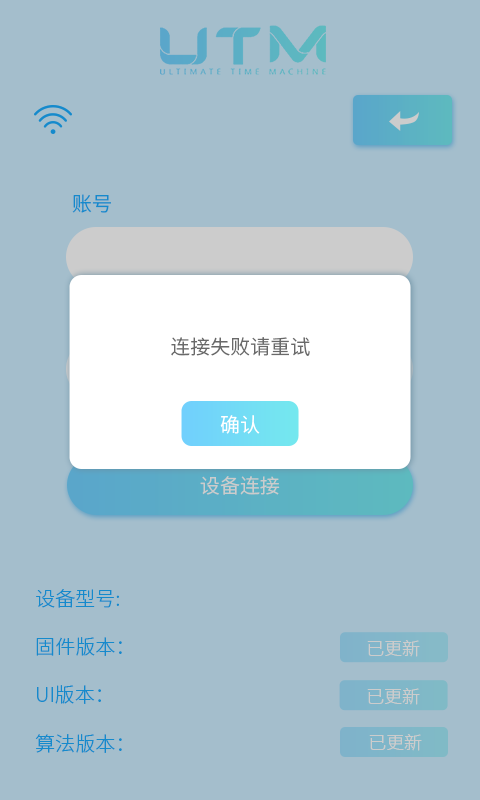 UTM
ULTIMATE TIME MACHINE
账号
连接失败请重试
确认
设备连接
设备型号:
固件版本: 已更新
UI版本: 已更新
算法版本: 已更新